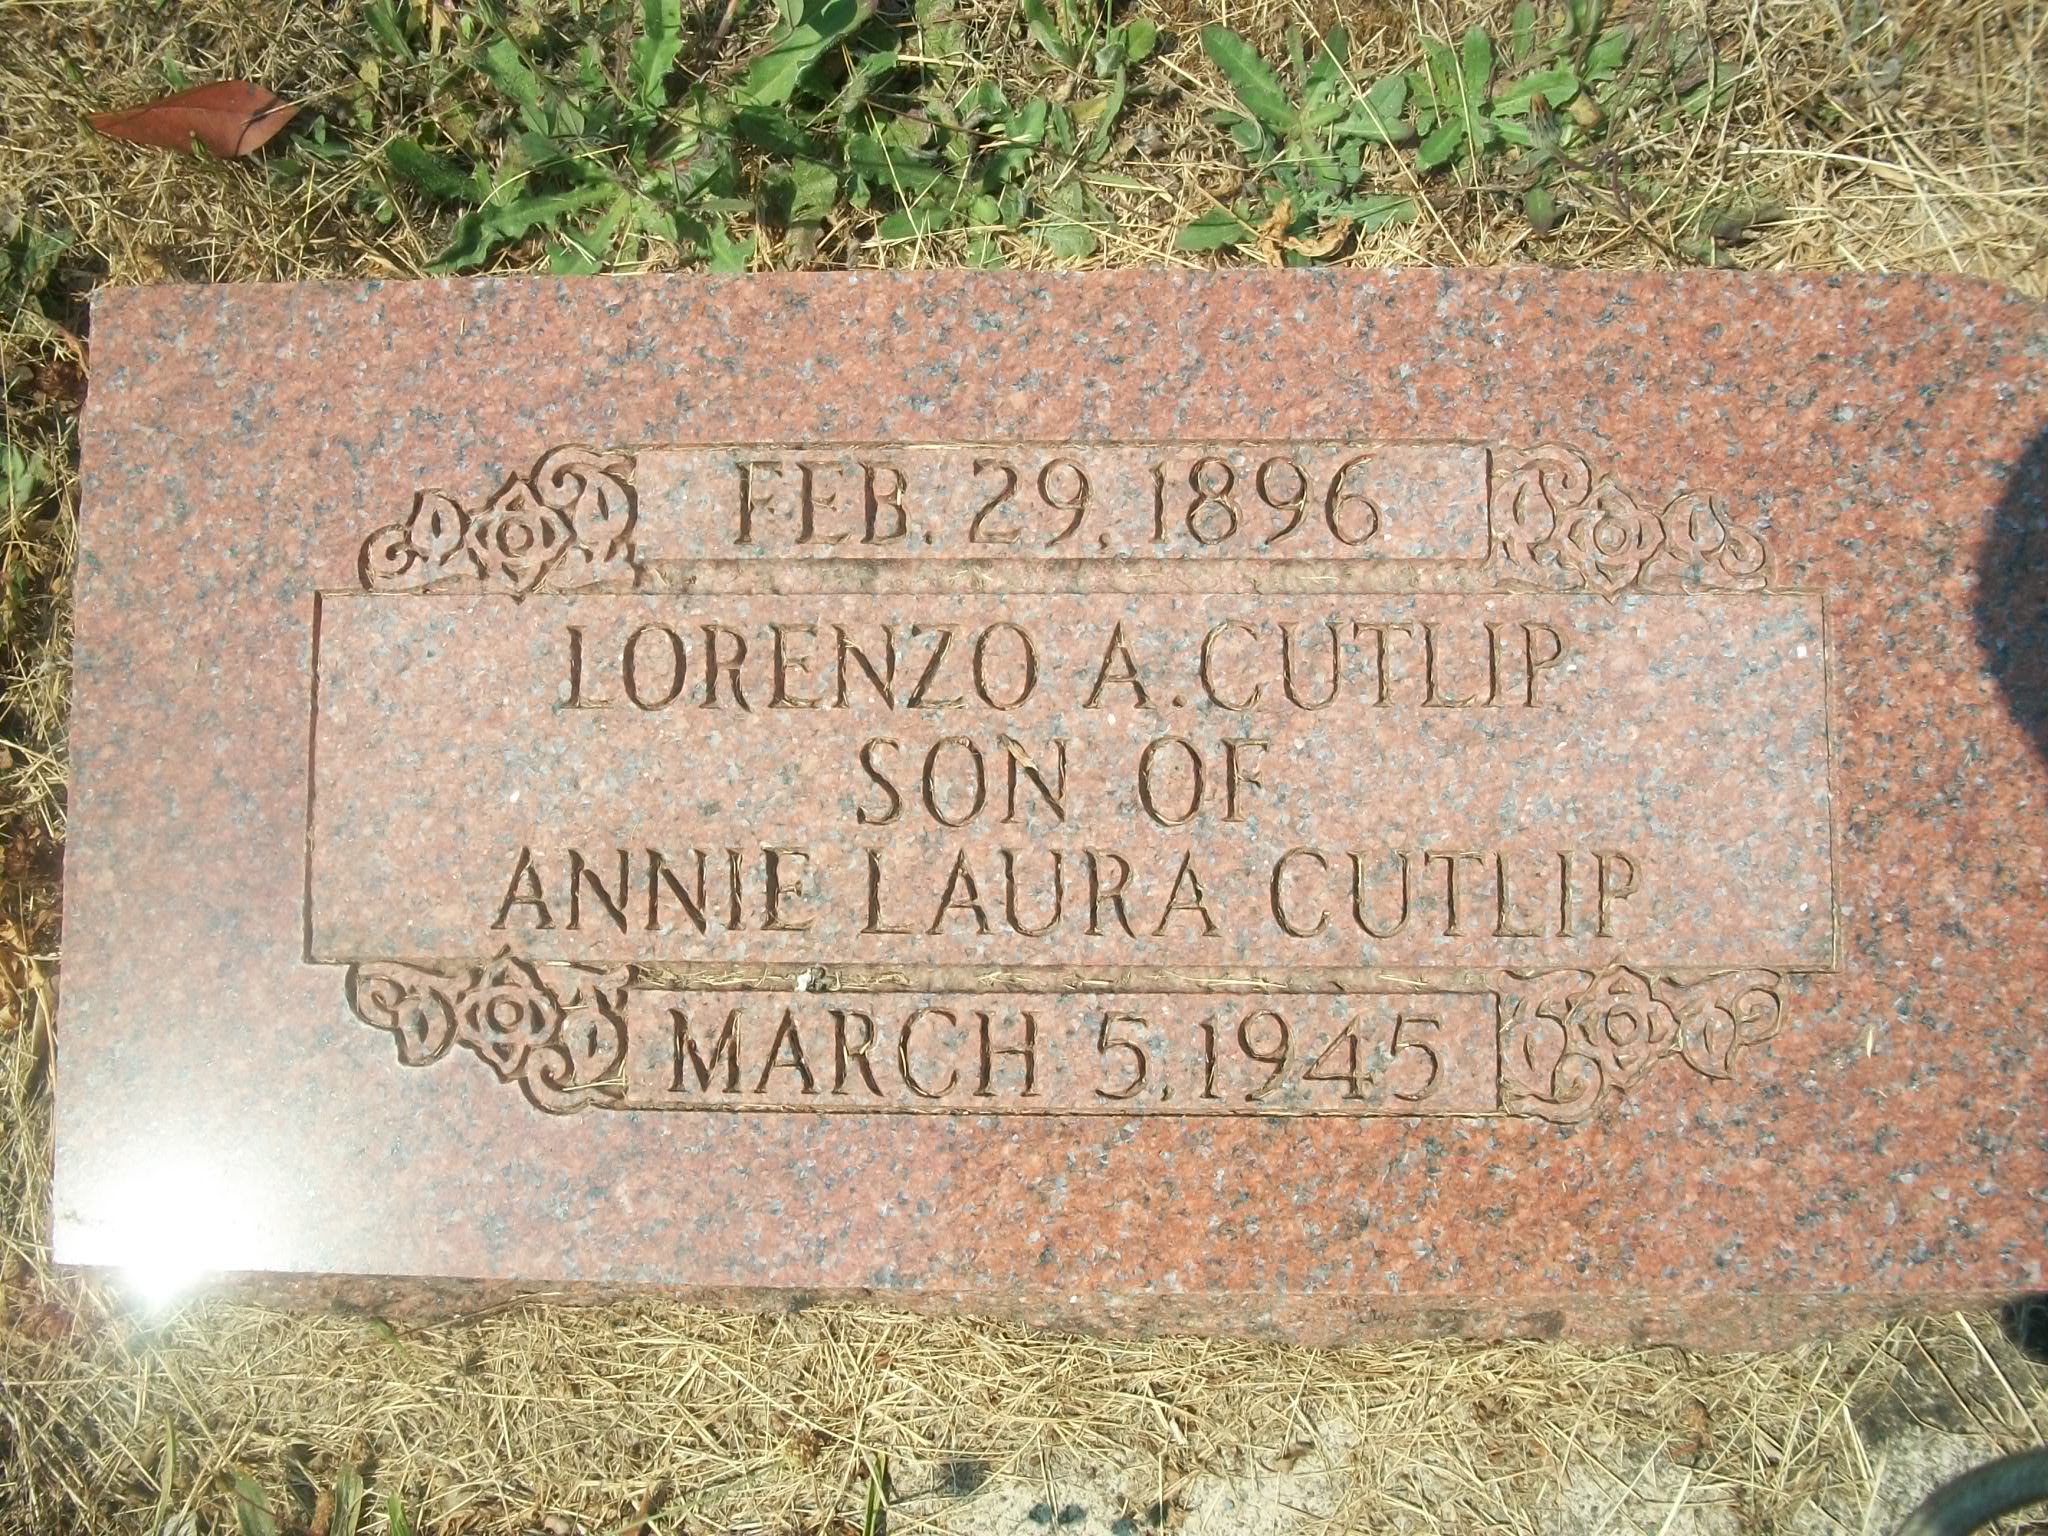 FEB. 29, 1896
LORENZO A. CUTLIP
SON OF
ANNIE LAURA CUTLIP
MARCH 5, 1945